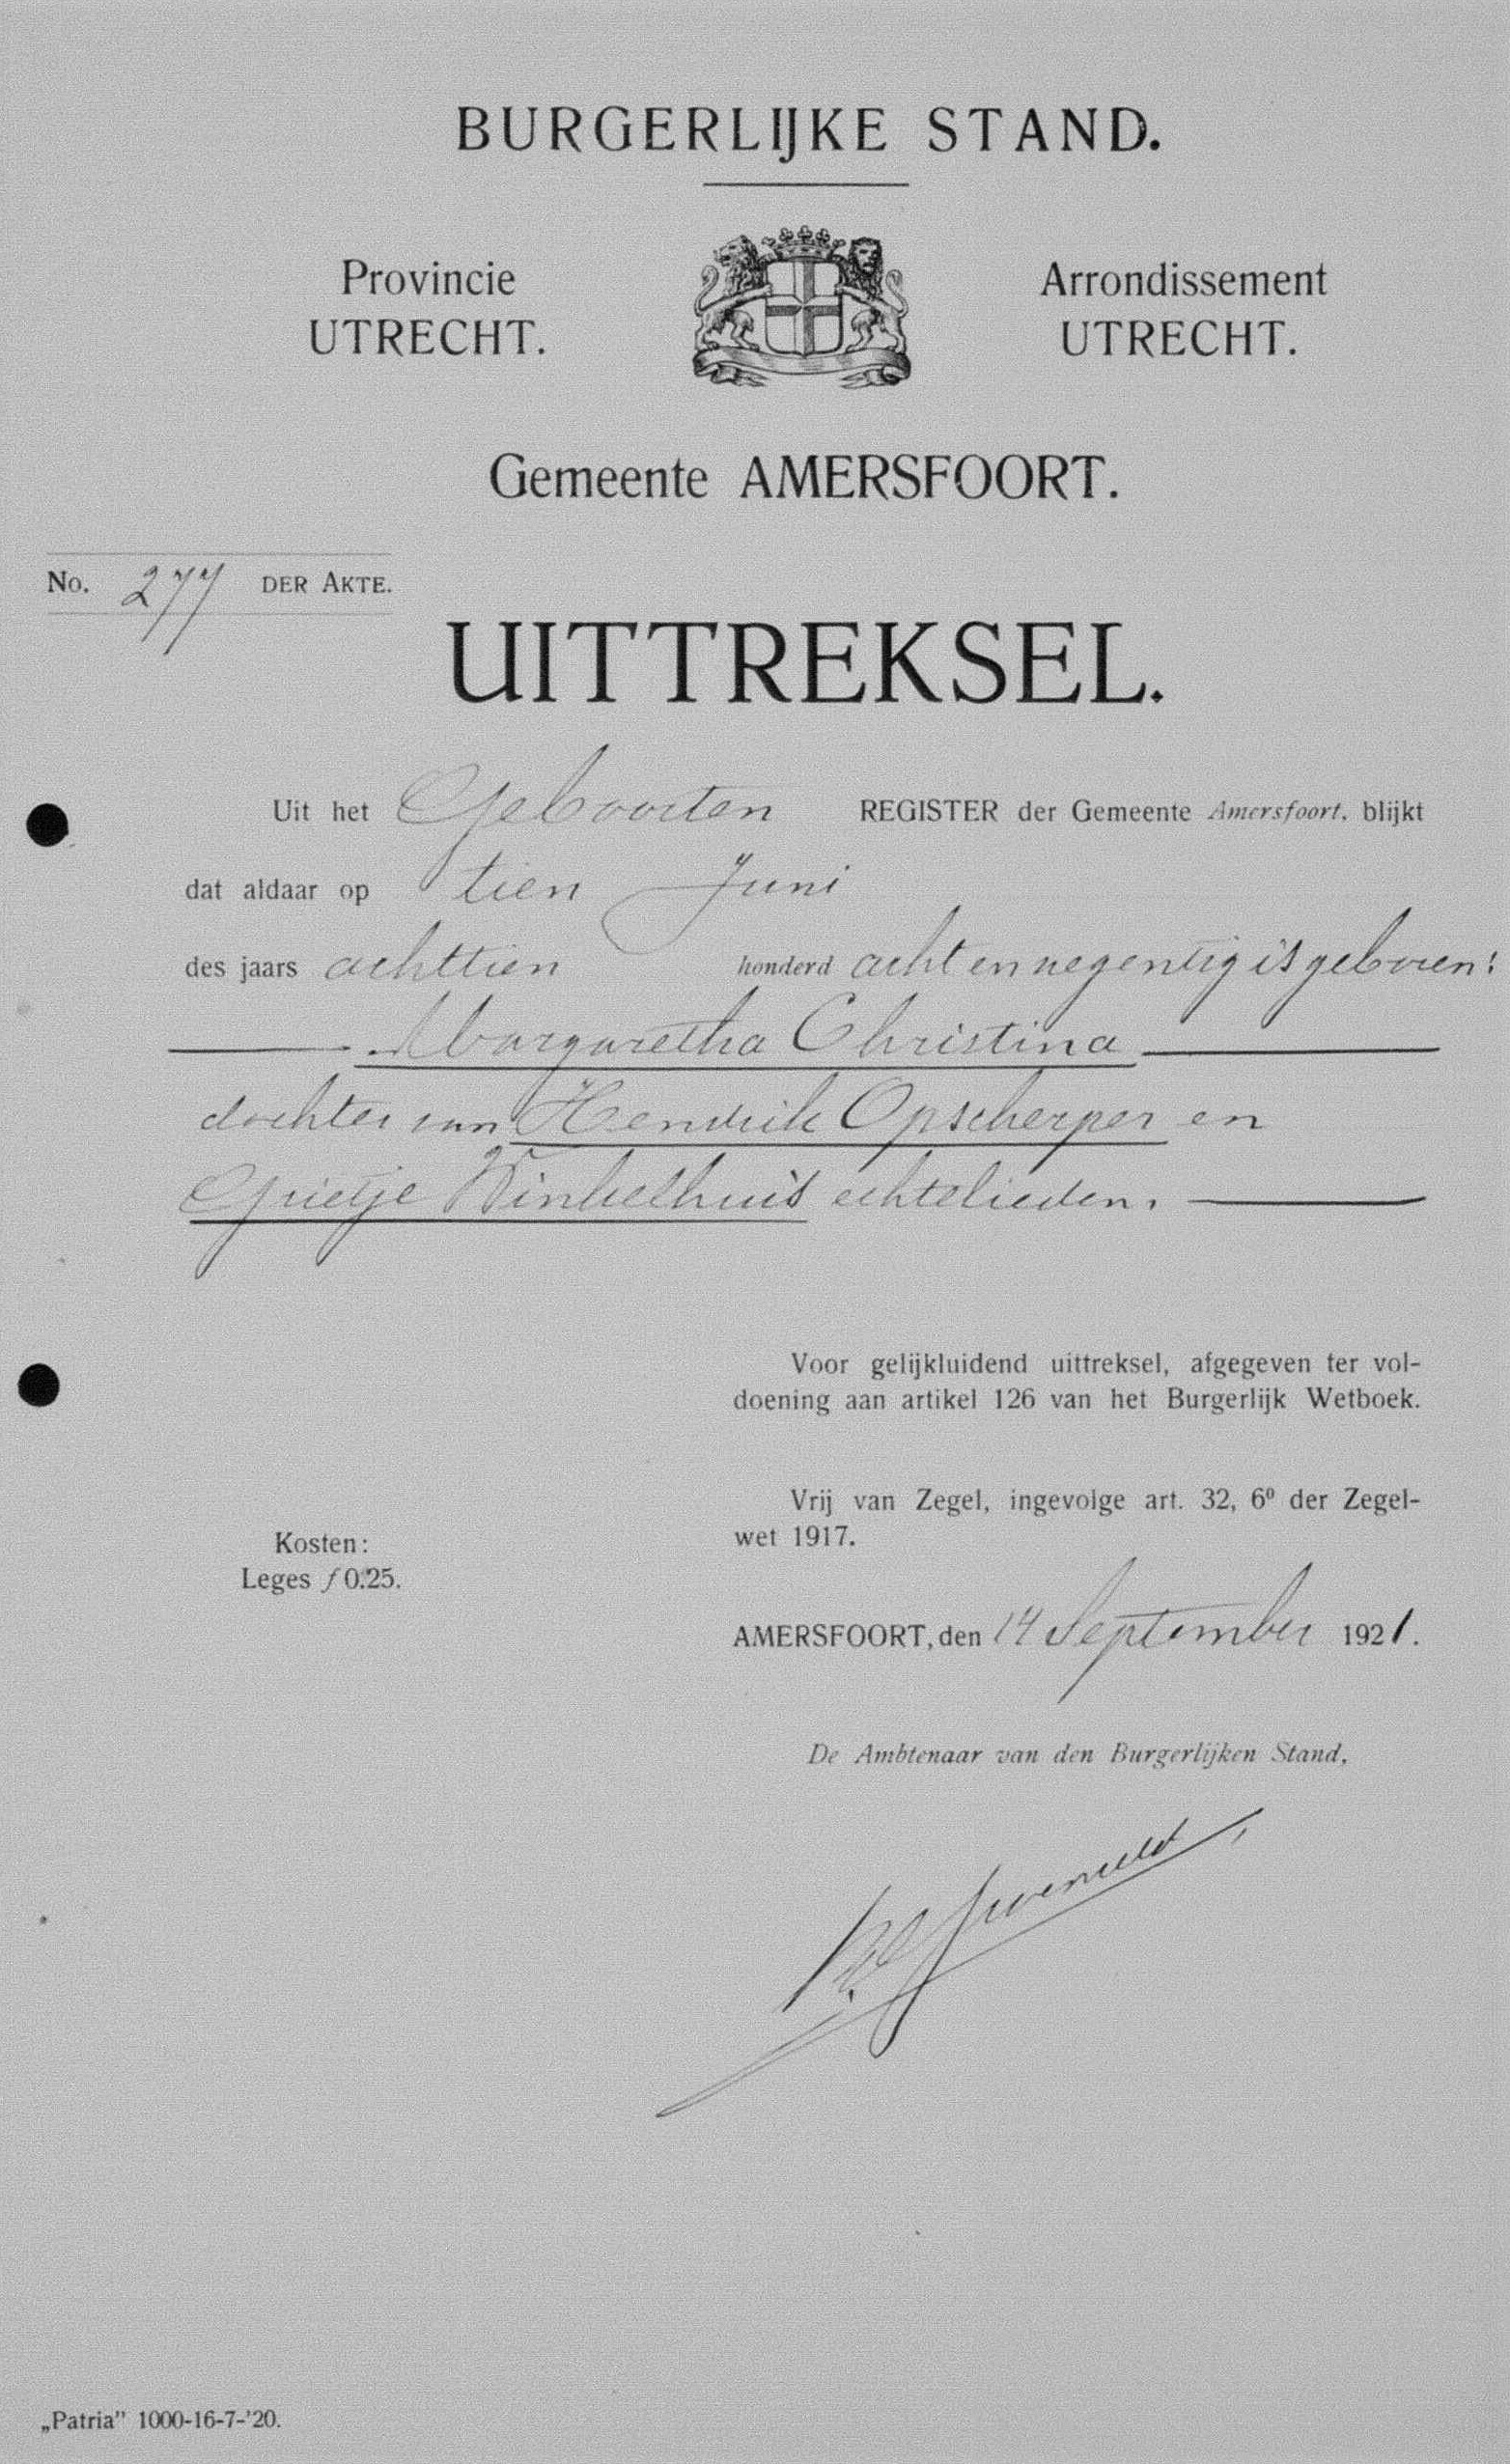 BURGERLIJKE STAND.
Provincie
UTRECHT.
Arrondissement
UTRECHT.
Gemeente AMERSFOORT.
No. 277 DER AKTE.
UITTREKSEL.
Uit het Geboorten REGISTER der Gemeente Amersfoort, blijkt
dat aldaar op tien Juni
des jaars achttien honderd acht en negentig is geboren:
Margaretha Christina
dochter van Hendrik Opscherper en
Grietje Winkelhuis echtelieden.
Voor gelijkluidend uittreksel, afgegeven ter vol-
doening aan artikel 126 van het Burgerlijk Wetboek.
Vrij van Zegel, ingevolge art. 32, 6º der Zegel-
wet 1917.
Kosten:
Leges ƒ 0.25.
AMERSFOORT, den 14 September 1921.
De Ambtenaar van den Burgerlijken Stand,
„Patria” 1000-16-7-'20.